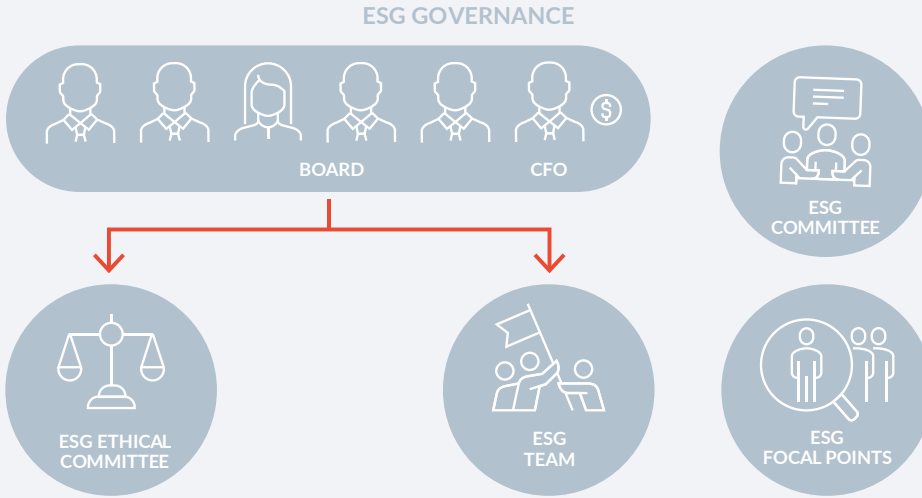 ESG GOVERNANCE
BOARD
CFO
$
ESG
COMMITTEE
ESG ETHICAL
COMMITTEE
ESG
TEAM
ESG
FOCAL POINTS